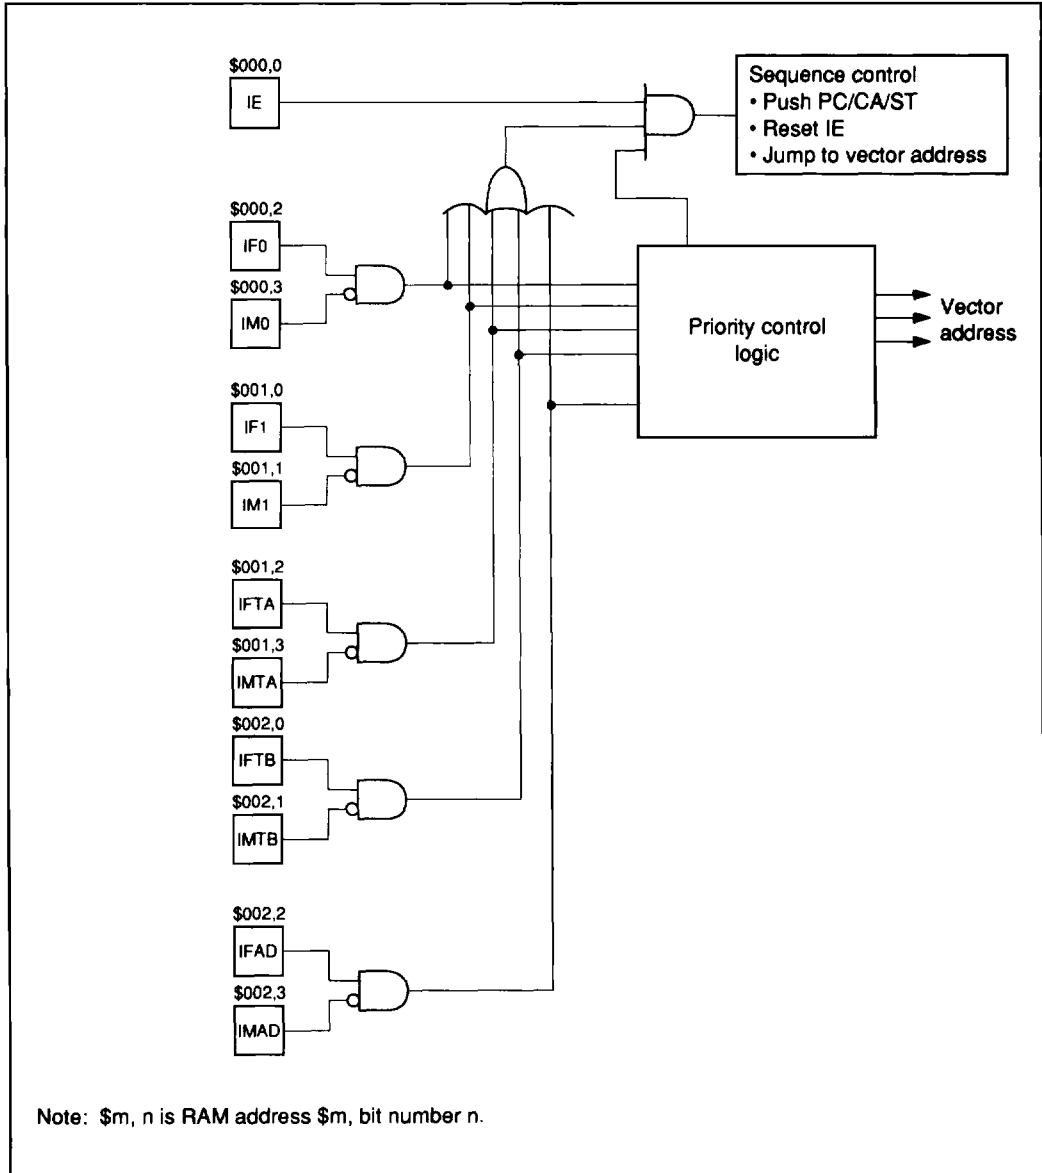 $000,0
IE
Sequence control
• Push PC/CA/ST
• Reset IE
• Jump to vector address
$000,2
IF0
$000,3
IM0
Priority control
logic
Vector
address
$001,0
IF1
$001,1
IM1
$001,2
IFTA
$001,3
IMTA
$002,0
IFTB
$002,1
IMTB
$002,2
IFAD
$002,3
IMAD
Note: $m, n is RAM address $m, bit number n.